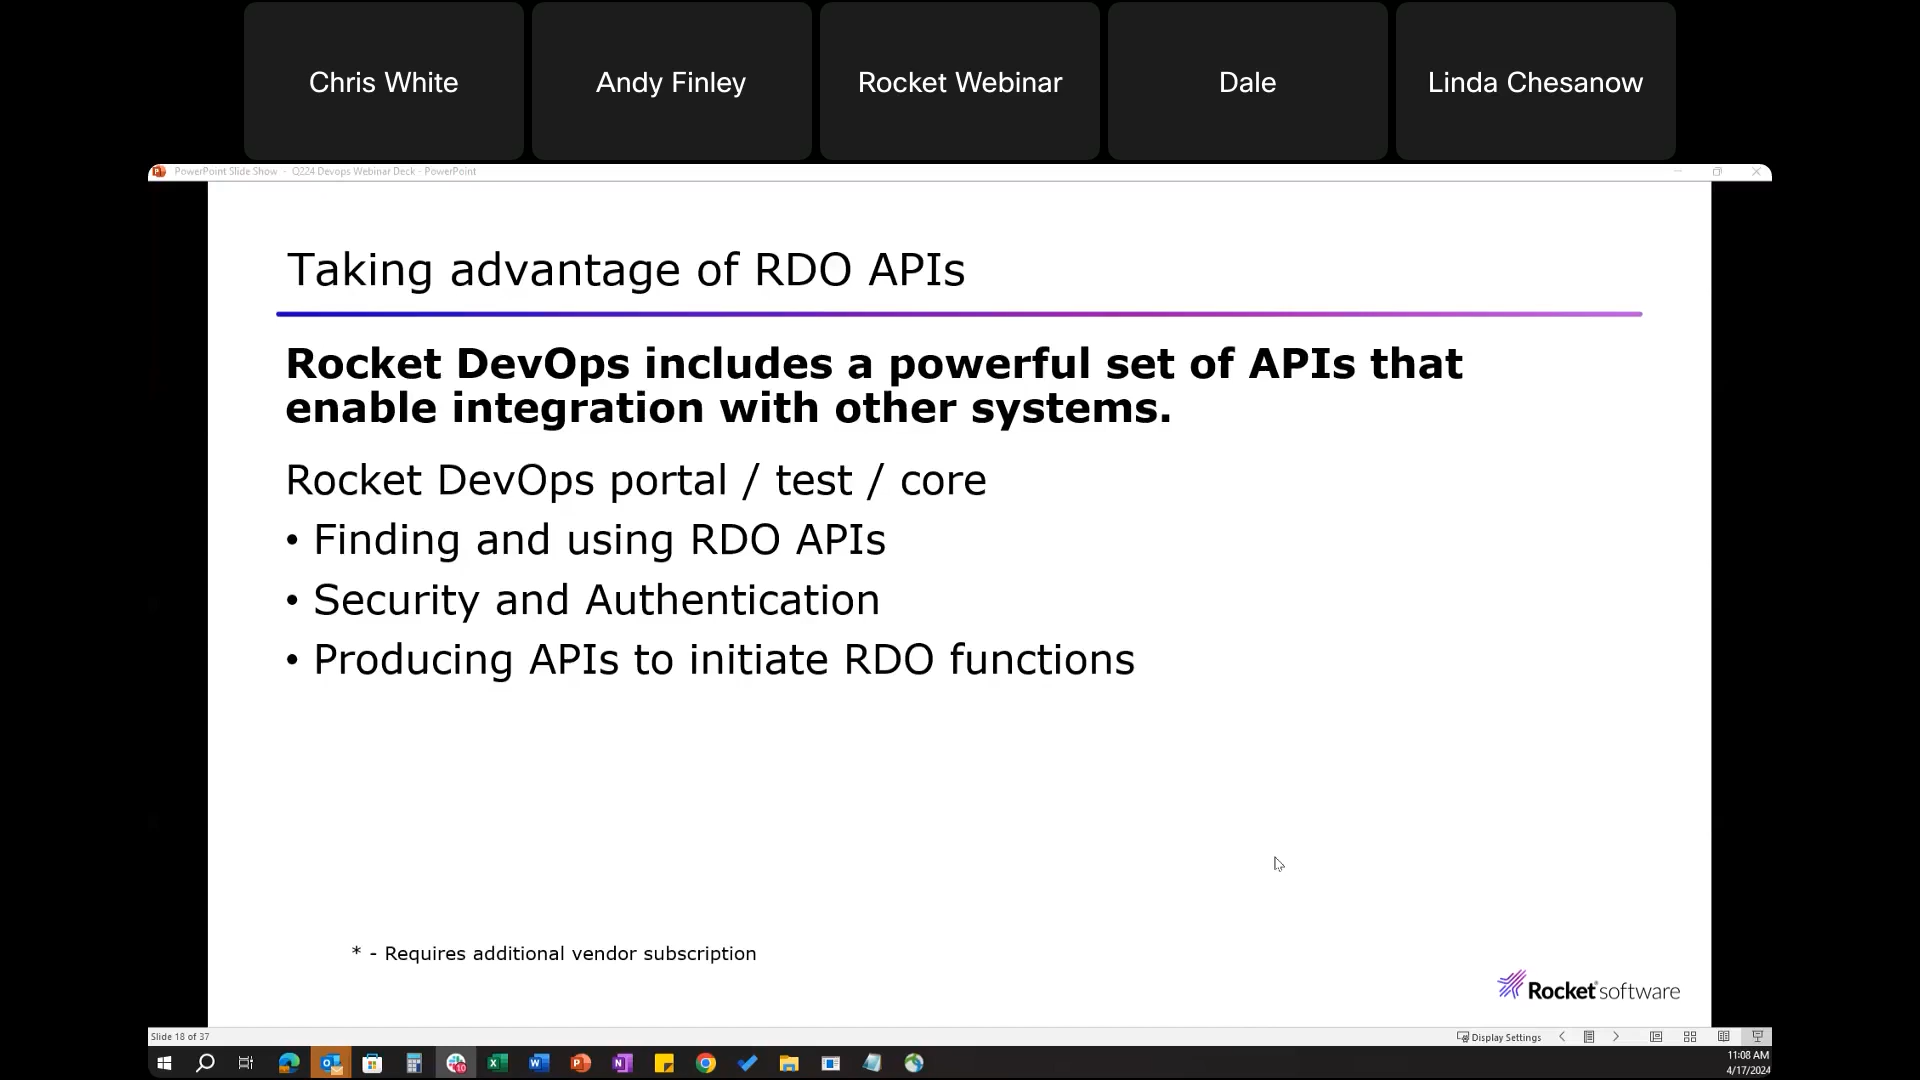 Chris White
Andy Finley
Rocket Webinar
Dale
Linda Chesanow
PowerPoint Slide Show - Q224 Devops Webinar Deck - PowerPoint
Taking advantage of RDO APIs
Rocket DevOps includes a powerful set of APIs that
enable integration with other systems.
Rocket DevOps portal / test / core
• Finding and using RDO APIs
• Security and Authentication
• Producing APIs to initiate RDO functions
* - Requires additional vendor subscription
Rocket software
Slide 18 of 37
Display Settings
11:08 AM
4/17/2024